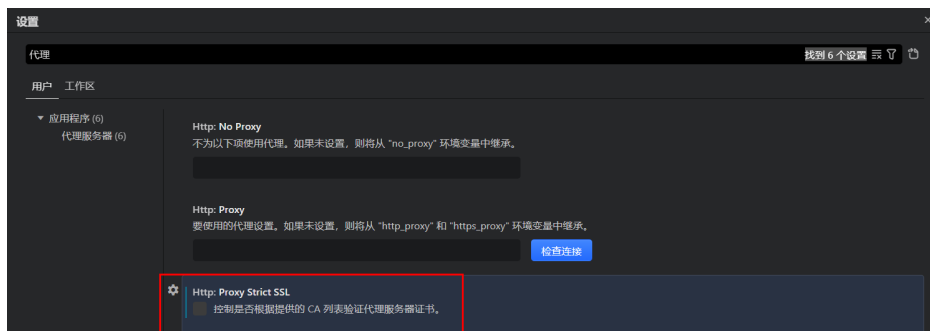 设置
代理
找到 6 个设置
用户 工作区
应用程序 (6)
代理服务器 (6)
Http: No Proxy
不为以下项使用代理。如果未设置，则将从 "no_proxy" 环境变量中继承。
Http: Proxy
要使用的代理设置。如果未设置，则将从 "http_proxy" 和 "https_proxy" 环境变量中继承。
检查连接
Http: Proxy Strict SSL
控制是否根据提供的 CA 列表验证代理服务器证书。